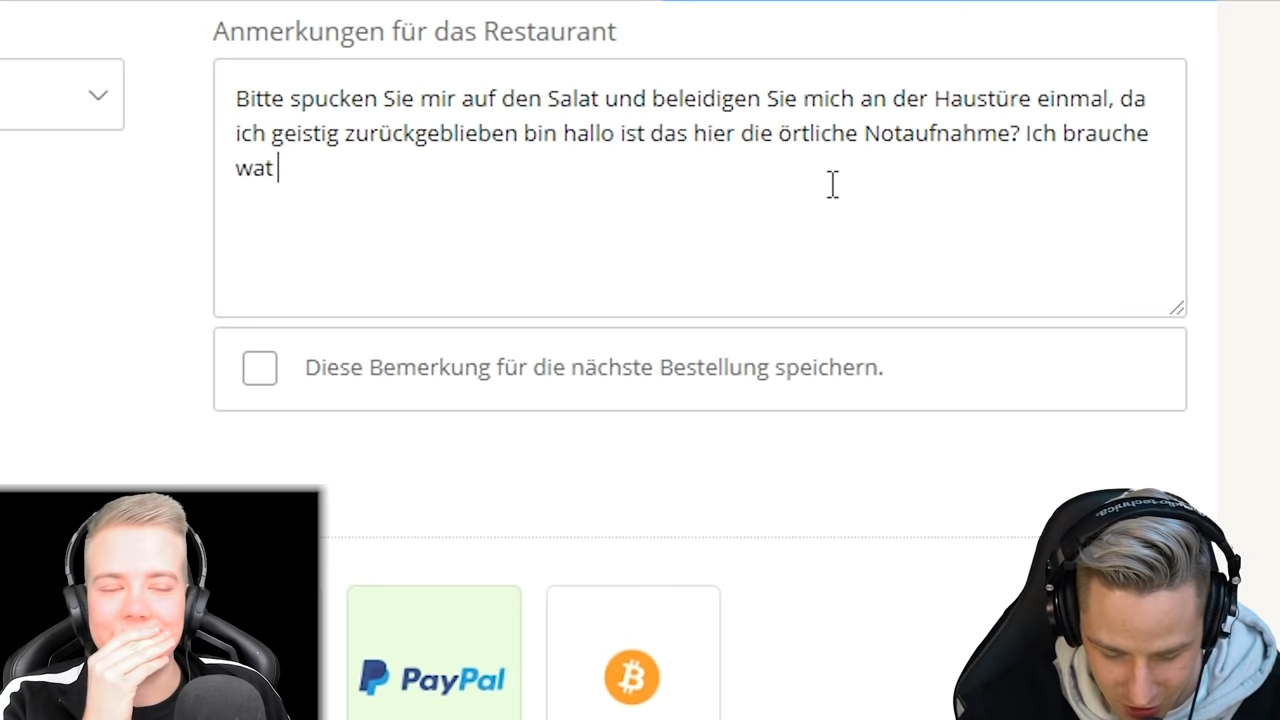 Anmerkungen für das Restaurant
Bitte spucken Sie mir auf den Salat und beleidigen Sie mich an der Haustüre einmal, da
ich geistig zurückgeblieben bin hallo ist das hier die örtliche Notaufnahme? Ich brauche
wat
Diese Bemerkung für die nächste Bestellung speichern.
PayPal
audio-technica